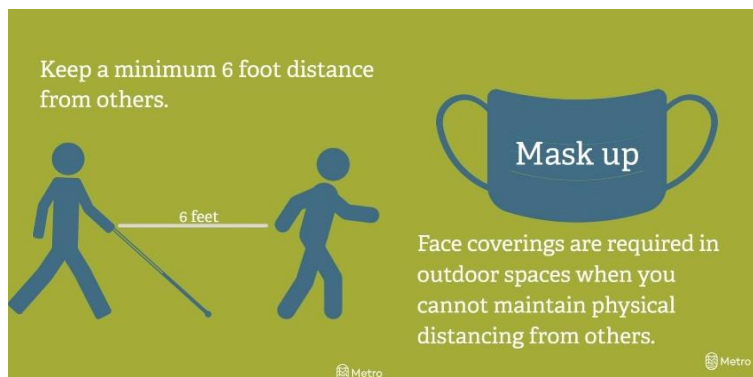 Keep a minimum 6 foot distance
from others.
6 feet
Metro
Mask up
Face coverings are required in
outdoor spaces when you
cannot maintain physical
distancing from others.
Metro